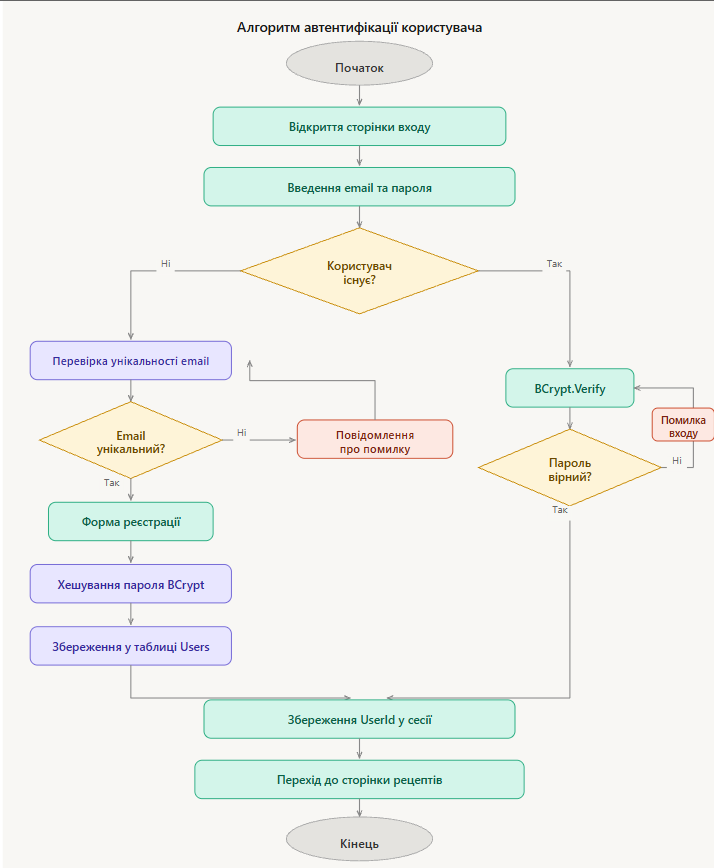 Алгоритм автентифікації користувача
Початок
Відкриття сторінки входу
Введення email та пароля
Користувач
існує?
Ні
Так
Перевірка унікальності email
BCrypt.Verify
Email
унікальний?
Ні
Повідомлення
про помилку
Помилка
входу
Пароль
вірний?
Ні
Так
Так
Форма реєстрації
Хешування пароля BCrypt
Збереження у таблиці Users
Збереження UserId у сесії
Перехід до сторінки рецептів
Кінець